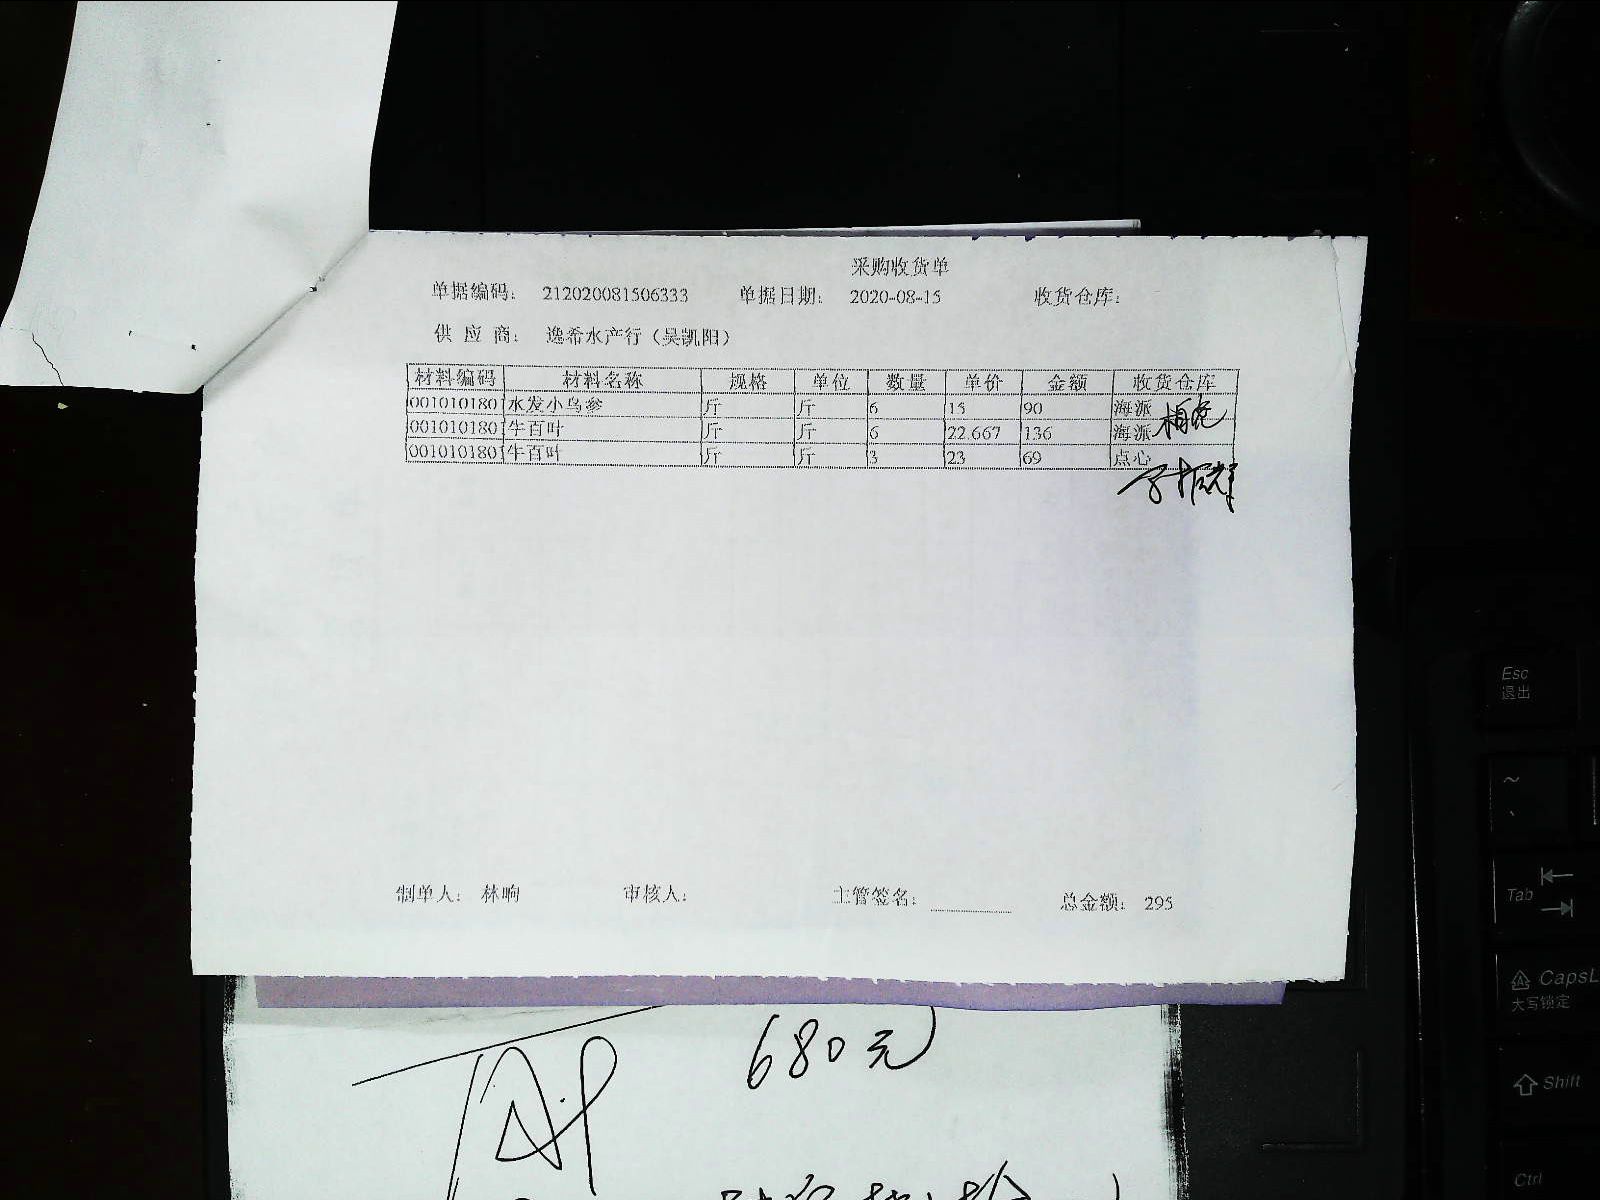 采购收货单
单据编码： 212020081506333 单据日期： 2020-08-15 收货仓库：
供 应 商： 逸希水产行（吴凯阳）
材料编码 材料名称 规格 单位 数量 单价 金额 收货仓库
001010180 水发小乌参 斤 斤 6 15 90 海派
001010180 牛百叶 斤 斤 6 22.667 136 海派
001010180 牛百叶 斤 斤 3 23 69 点心
制单人： 林晌 审核人： 主管签名： 总金额： 295
680元
Esc
退出
~
Tab
CapsL
大写锁定
Shift
Ctrl